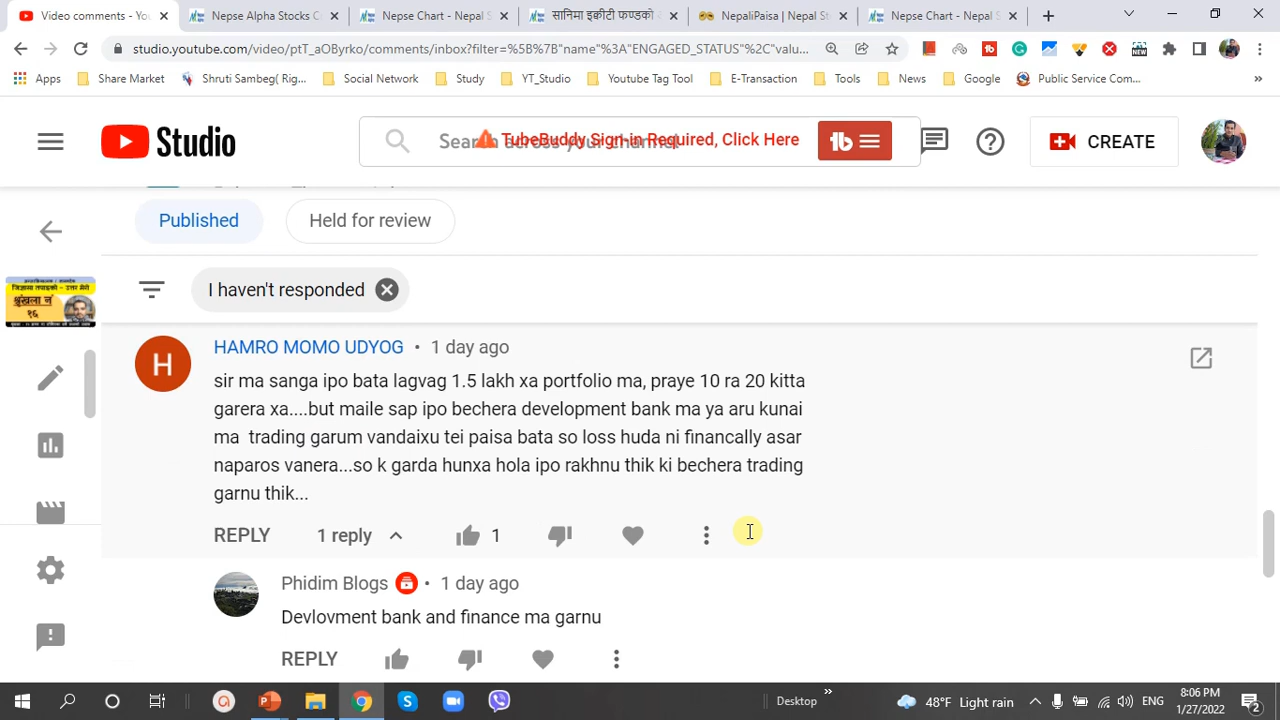 Video comments - You
Nepse Alpha Stocks C
Nepse Chart - Nepal S
सानिमा इक्वीटी फण्डको
NepaliPaisa | Nepal St
Nepse Chart - Nepal S
studio.youtube.com/video/ptT_aOByrko/comments/inbox?filter=%5B%7B"name"%3A"ENGAGED_STATUS"%2C"valu...
Apps
Share Market
Shruti Sambeg( Rig...
Social Network
Study
YT_Studio
Youtube Tag Tool
E-Transaction
Tools
News
Google
Public Service Com...
Studio
TubeBuddy Sign-in Required, Click Here
CREATE
Published
Held for review
जिज्ञासा तपाइको - उत्तर मेरो
श्रृंखला नं
१६
I haven't responded
HAMRO MOMO UDYOG • 1 day ago
sir ma sanga ipo bata lagvag 1.5 lakh xa portfolio ma, praye 10 ra 20 kitta
garera xa....but maile sap ipo bechera development bank ma ya aru kunai
ma trading garum vandaixu tei paisa bata so loss huda ni financally asar
naparos vanera...so k garda hunxa hola ipo rakhnu thik ki bechera trading
garnu thik...
REPLY
1 reply
1
Phidim Blogs • 1 day ago
Devlovment bank and finance ma garnu
REPLY
Desktop
48°F Light rain
ENG
8:06 PM
1/27/2022
2